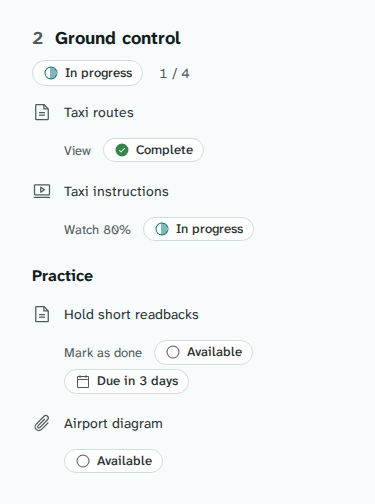 2 Ground control
In progress 1 / 4
Taxi routes
View Complete
Taxi instructions
Watch 80% In progress
Practice
Hold short readbacks
Mark as done Available
Due in 3 days
Airport diagram
Available